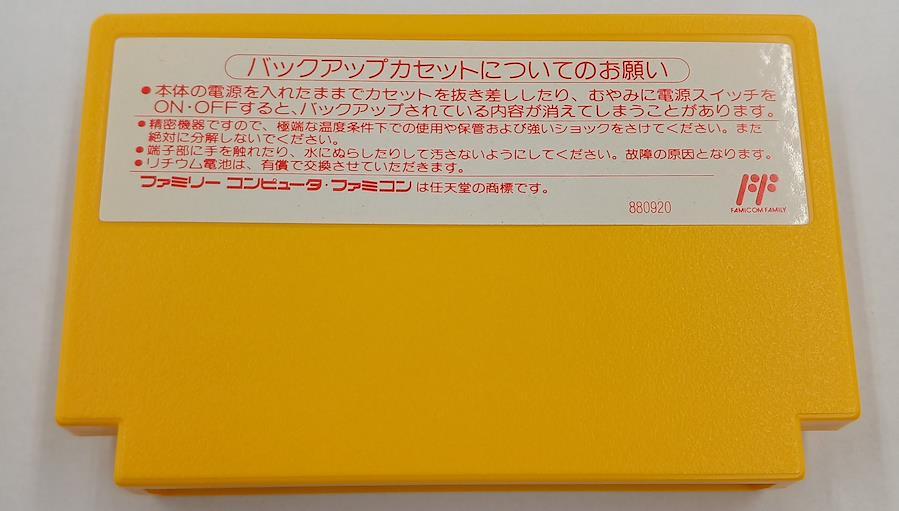 バックアップカセットについてのお願い
●本体の電源を入れたままでカセットを抜き差ししたり、むやみに電源スイッチを
ON・OFFすると、バックアップされている内容が消えてしまうことがあります。
●精密機器ですので、極端な温度条件下での使用や保管および強いショックをさけてください。また
絶対に分解しないでください。
●端子部に手を触れたり、水にぬらしたりして汚さないようにしてください。故障の原因となります。
●リチウム電池は、有償で交換させていただきます。
ファミリー コンピュータ・ファミコンは任天堂の商標です。
880920
FAMICOM FAMILY